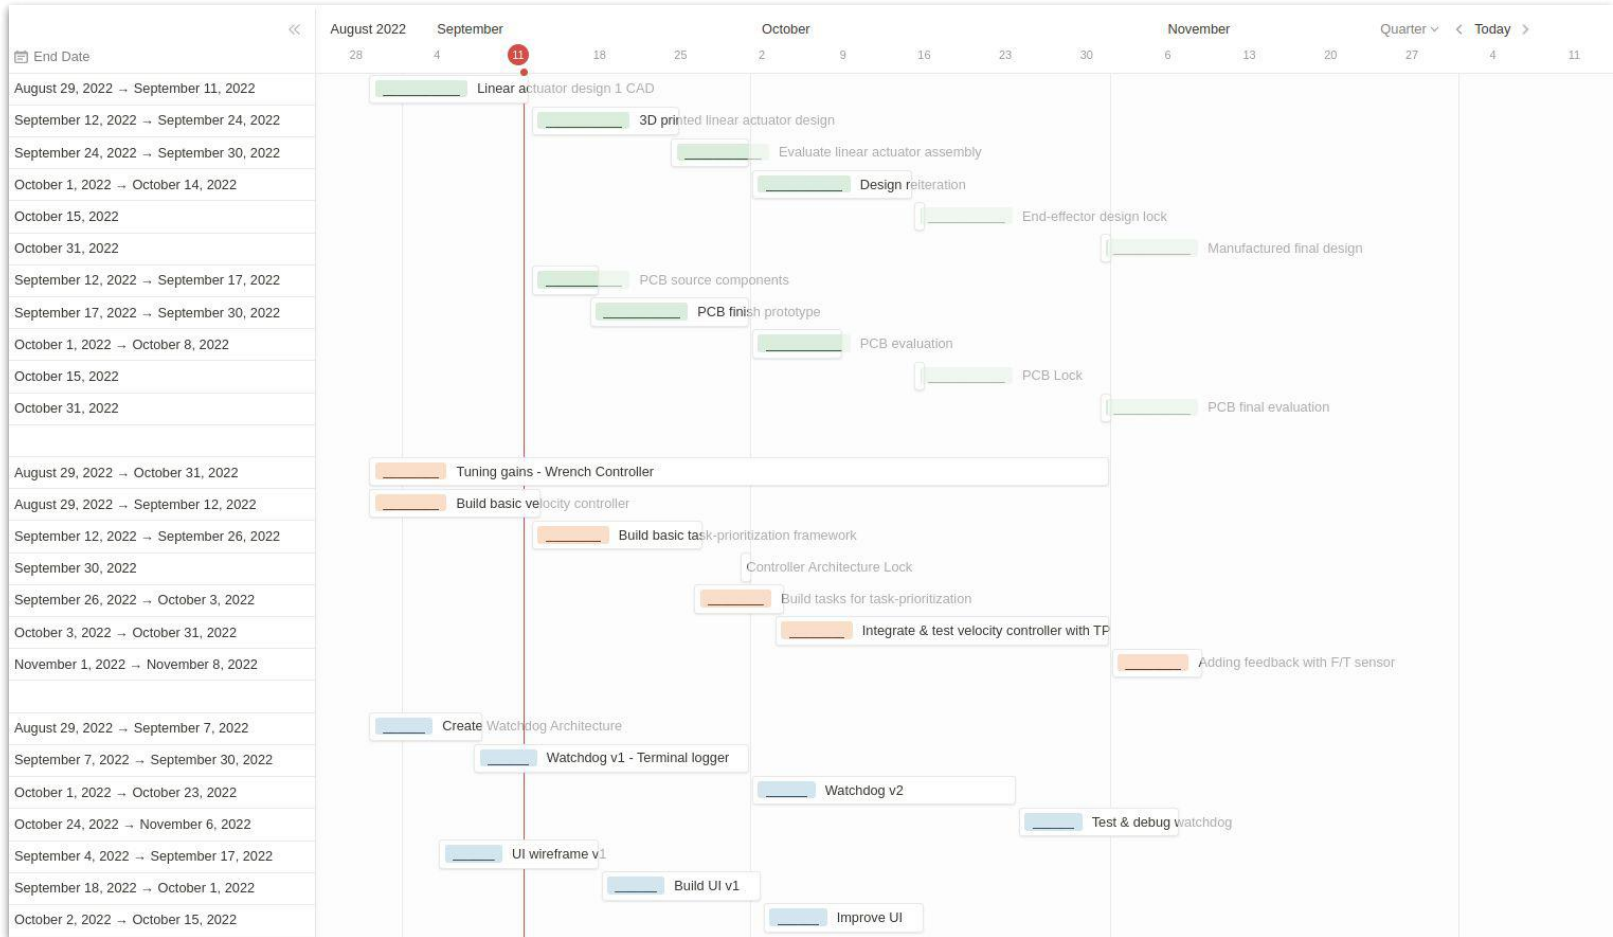 August 2022 September October November Quarter Today
28 4 11 18 25 2 9 16 23 30 6 13 20 27 4 11
End Date
August 29, 2022 → September 11, 2022 Linear actuator design 1 CAD
September 12, 2022 → September 24, 2022 3D printed linear actuator design
September 24, 2022 → September 30, 2022 Evaluate linear actuator assembly
October 1, 2022 → October 14, 2022 Design reiteration
October 15, 2022 End-effector design lock
October 31, 2022 Manufactured final design
September 12, 2022 → September 17, 2022 PCB source components
September 17, 2022 → September 30, 2022 PCB finish prototype
October 1, 2022 → October 8, 2022 PCB evaluation
October 15, 2022 PCB Lock
October 31, 2022 PCB final evaluation
August 29, 2022 → October 31, 2022 Tuning gains - Wrench Controller
August 29, 2022 → September 12, 2022 Build basic velocity controller
September 12, 2022 → September 26, 2022 Build basic task-prioritization framework
September 30, 2022 Controller Architecture Lock
September 26, 2022 → October 3, 2022 Build tasks for task-prioritization
October 3, 2022 → October 31, 2022 Integrate & test velocity controller with TP
November 1, 2022 → November 8, 2022 Adding feedback with F/T sensor
August 29, 2022 → September 7, 2022 Create Watchdog Architecture
September 7, 2022 → September 30, 2022 Watchdog v1 - Terminal logger
October 1, 2022 → October 23, 2022 Watchdog v2
October 24, 2022 → November 6, 2022 Test & debug watchdog
September 4, 2022 → September 17, 2022 UI wireframe v1
September 18, 2022 → October 1, 2022 Build UI v1
October 2, 2022 → October 15, 2022 Improve UI